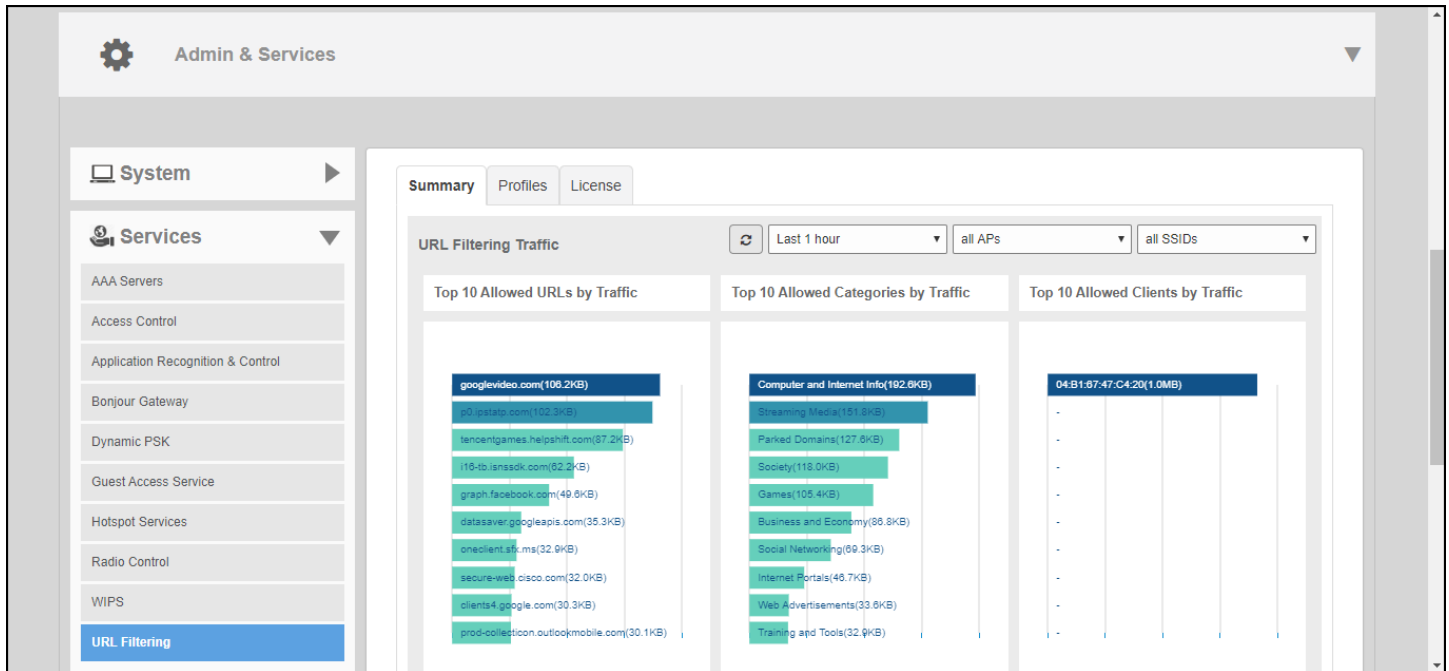 Admin & Services
System
Services
AAA Servers
Access Control
Application Recognition & Control
Bonjour Gateway
Dynamic PSK
Guest Access Service
Hotspot Services
Radio Control
WIPS
URL Filtering
Summary Profiles License
URL Filtering Traffic Last 1 hour all APs all SSIDs
Top 10 Allowed URLs by Traffic
googlevideo.com(106.2KB)
p0.ipstatp.com(102.3KB)
tencentgames.helpshift.com(87.2KB)
i16-tb.isnssdk.com(62.2KB)
graph.facebook.com(49.6KB)
datasaver.googleapis.com(35.3KB)
oneclient.sfx.ms(32.9KB)
secure-web.cisco.com(32.0KB)
clients4.google.com(30.3KB)
prod-collecticon.outlookmobile.com(30.1KB)
Top 10 Allowed Categories by Traffic
Computer and Internet Info(192.6KB)
Streaming Media(151.8KB)
Parked Domains(127.6KB)
Society(118.0KB)
Games(105.4KB)
Business and Economy(86.8KB)
Social Networking(69.3KB)
Internet Portals(46.7KB)
Web Advertisements(33.6KB)
Training and Tools(32.9KB)
Top 10 Allowed Clients by Traffic
04:B1:67:47:C4:20(1.0MB)
-
-
-
-
-
-
-
-
-